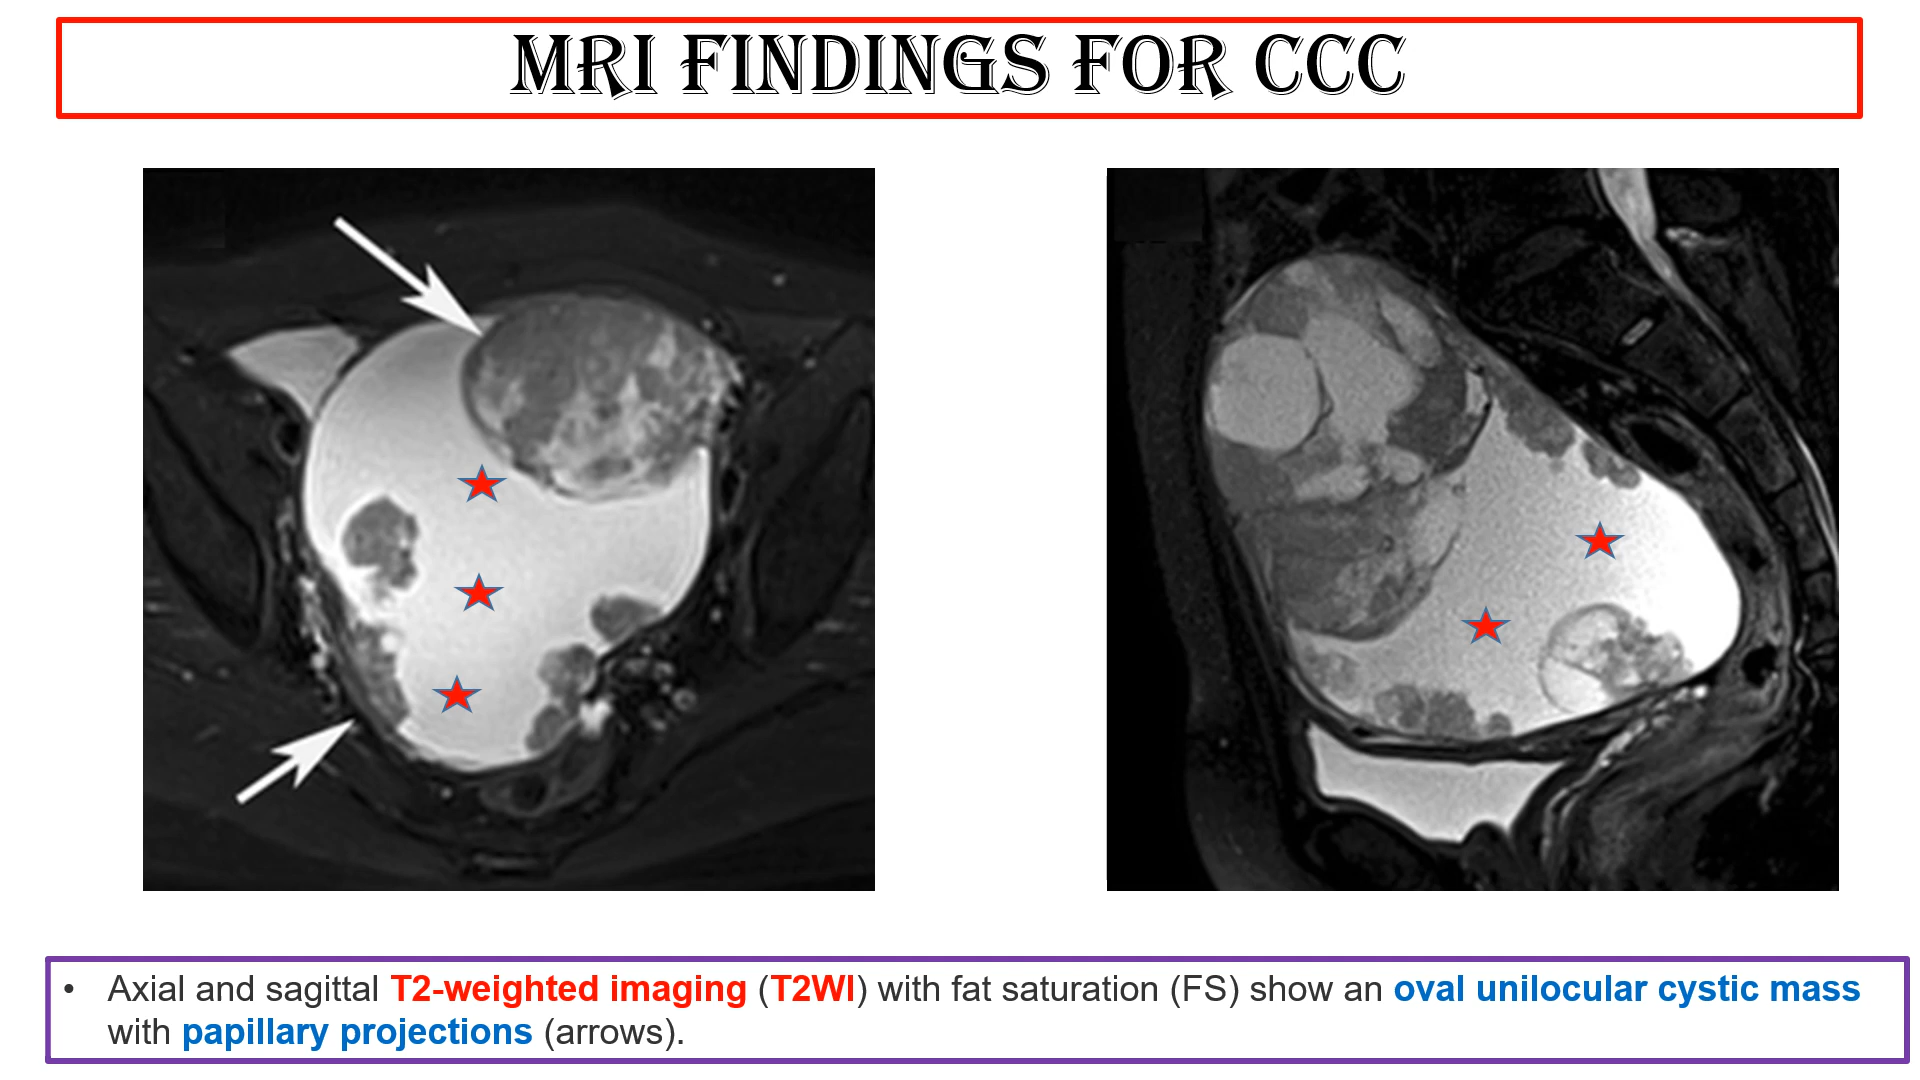 MRI FINDINGS FOR CCC
• Axial and sagittal T2-weighted imaging (T2WI) with fat saturation (FS) show an oval unilocular cystic mass
with papillary projections (arrows).